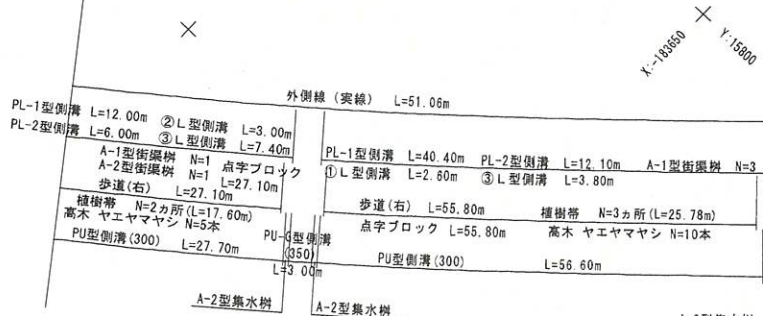 X:-183650
Y:15800
外側線（実線） L=51.06m
PL-1型側溝 L=12.00m ②L型側溝 L=3.00m
PL-2型側溝 L=6.00m ③L型側溝 L=7.40m
A-1型街渠桝 N=1 点字ブロック
A-2型街渠桝 N=1 L=27.10m
歩道(右) L=27.10m
植樹帯 N=2ヵ所(L=17.60m)
高木 ヤエヤマヤシ N=5本
PU型側溝(300) L=27.70m
PU-G型側溝
(350)
L=3.00m
A-2型集水桝
A-2型集水桝
PL-1型側溝 L=40.40m PL-2型側溝 L=12.10m A-1型街渠桝 N=3
①L型側溝 L=2.60m ③L型側溝 L=3.80m
歩道(右) L=55.80m 植樹帯 N=3ヵ所(L=25.78m)
点字ブロック L=55.80m 高木 ヤエヤマヤシ N=10本
PU型側溝(300) L=56.60m